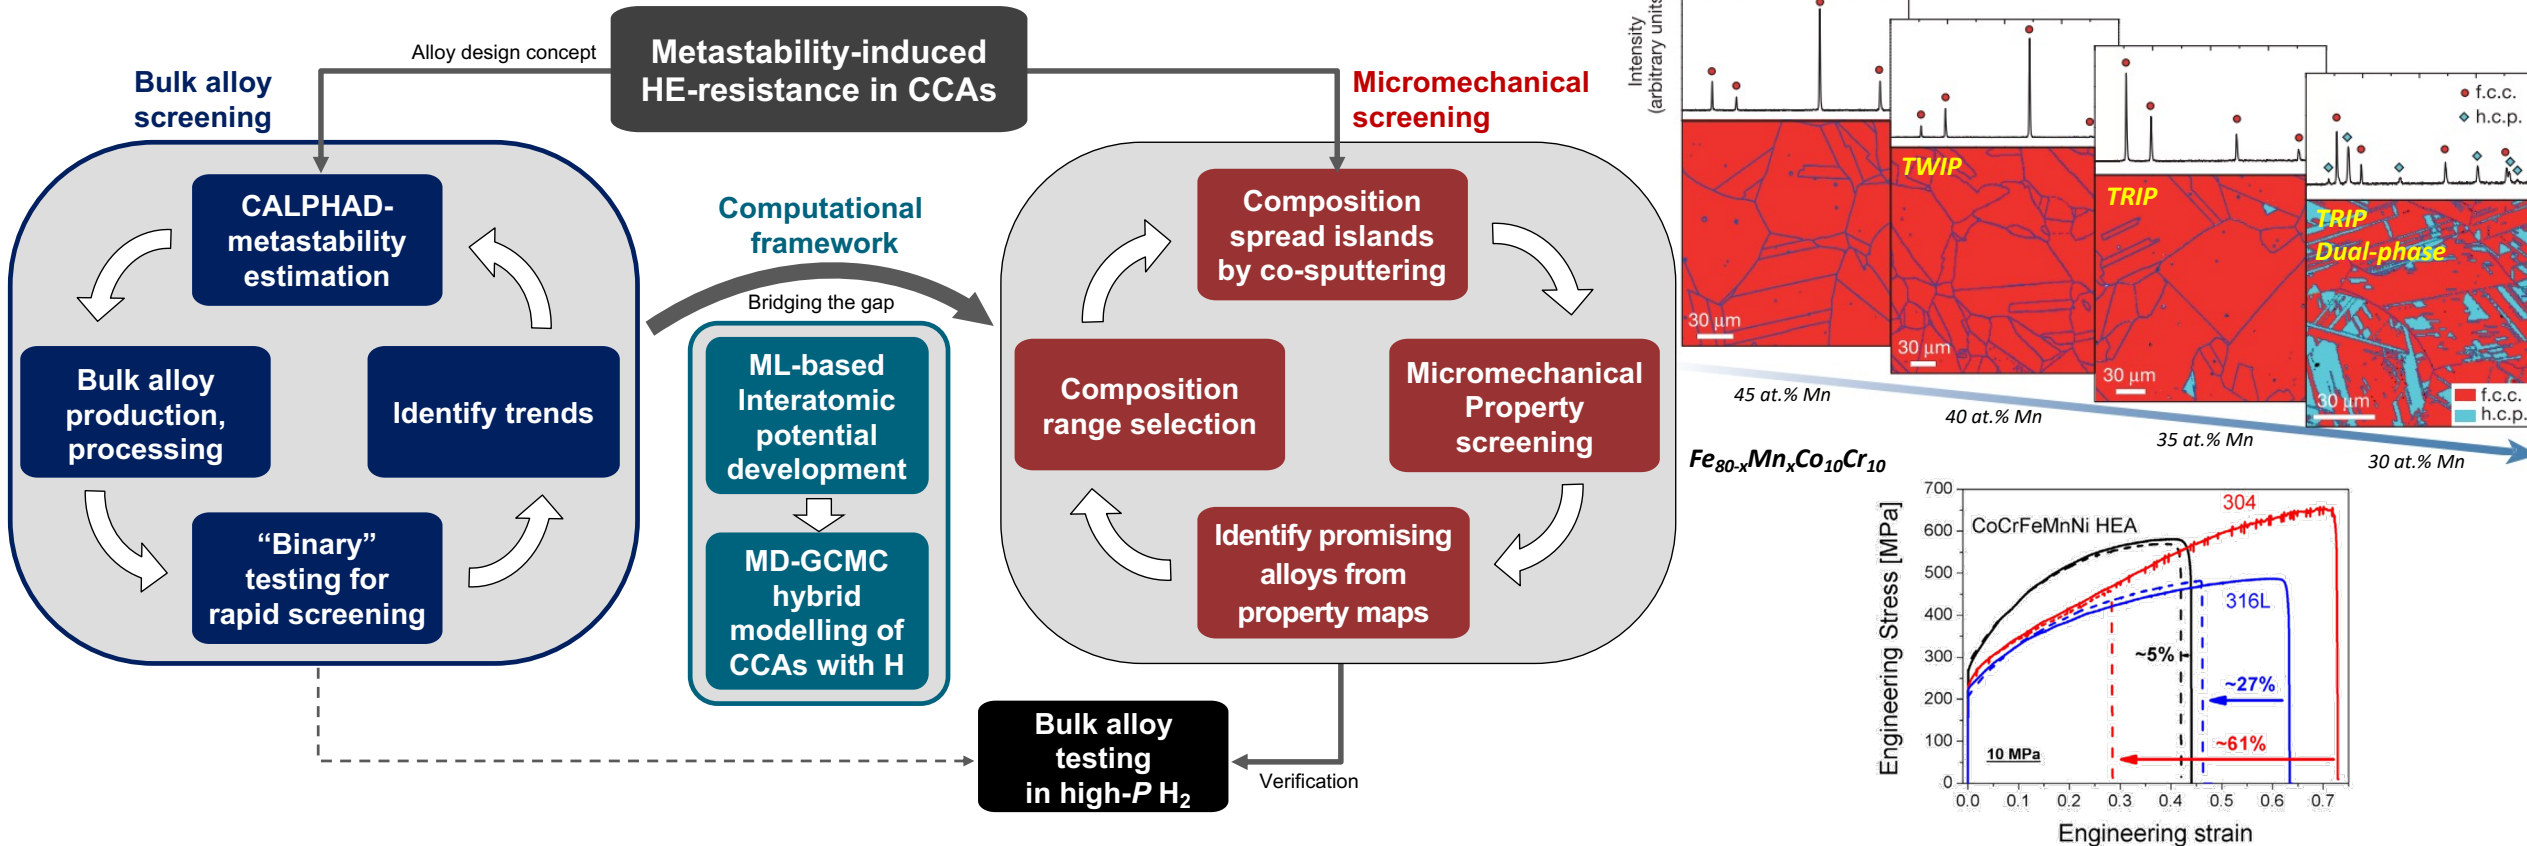 Alloy design concept
Metastability-induced
HE-resistance in CCAs
Bulk alloy
screening
CALPHAD-
metastability
estimation
Bulk alloy
production,
processing
Identify trends
“Binary”
testing for
rapid screening
Computational
framework
Bridging the gap
ML-based
Interatomic
potential
development
MD-GCMC
hybrid
modelling of
CCAs with H
Micromechanical
screening
Composition
spread islands
by co-sputtering
Composition
range selection
Micromechanical
Property
screening
Identify promising
alloys from
property maps
Bulk alloy
testing
in high-P H2
Verification
Intensity
(arbitrary units
f.c.c.
h.c.p.
TWIP
TRIP
TRIP
Dual-phase
30 µm
30 µm
30 µm
30 µm
f.c.c.
h.c.p.
45 at.% Mn
40 at.% Mn
35 at.% Mn
30 at.% Mn
Fe80-xMnxCo10Cr10
Engineering Stress [MPa]
700
600
500
400
300
200
100
0
CoCrFeMnNi HEA
304
316L
~5%
~27%
~61%
10 MPa
0.0 0.1 0.2 0.3 0.4 0.5 0.6 0.7
Engineering strain